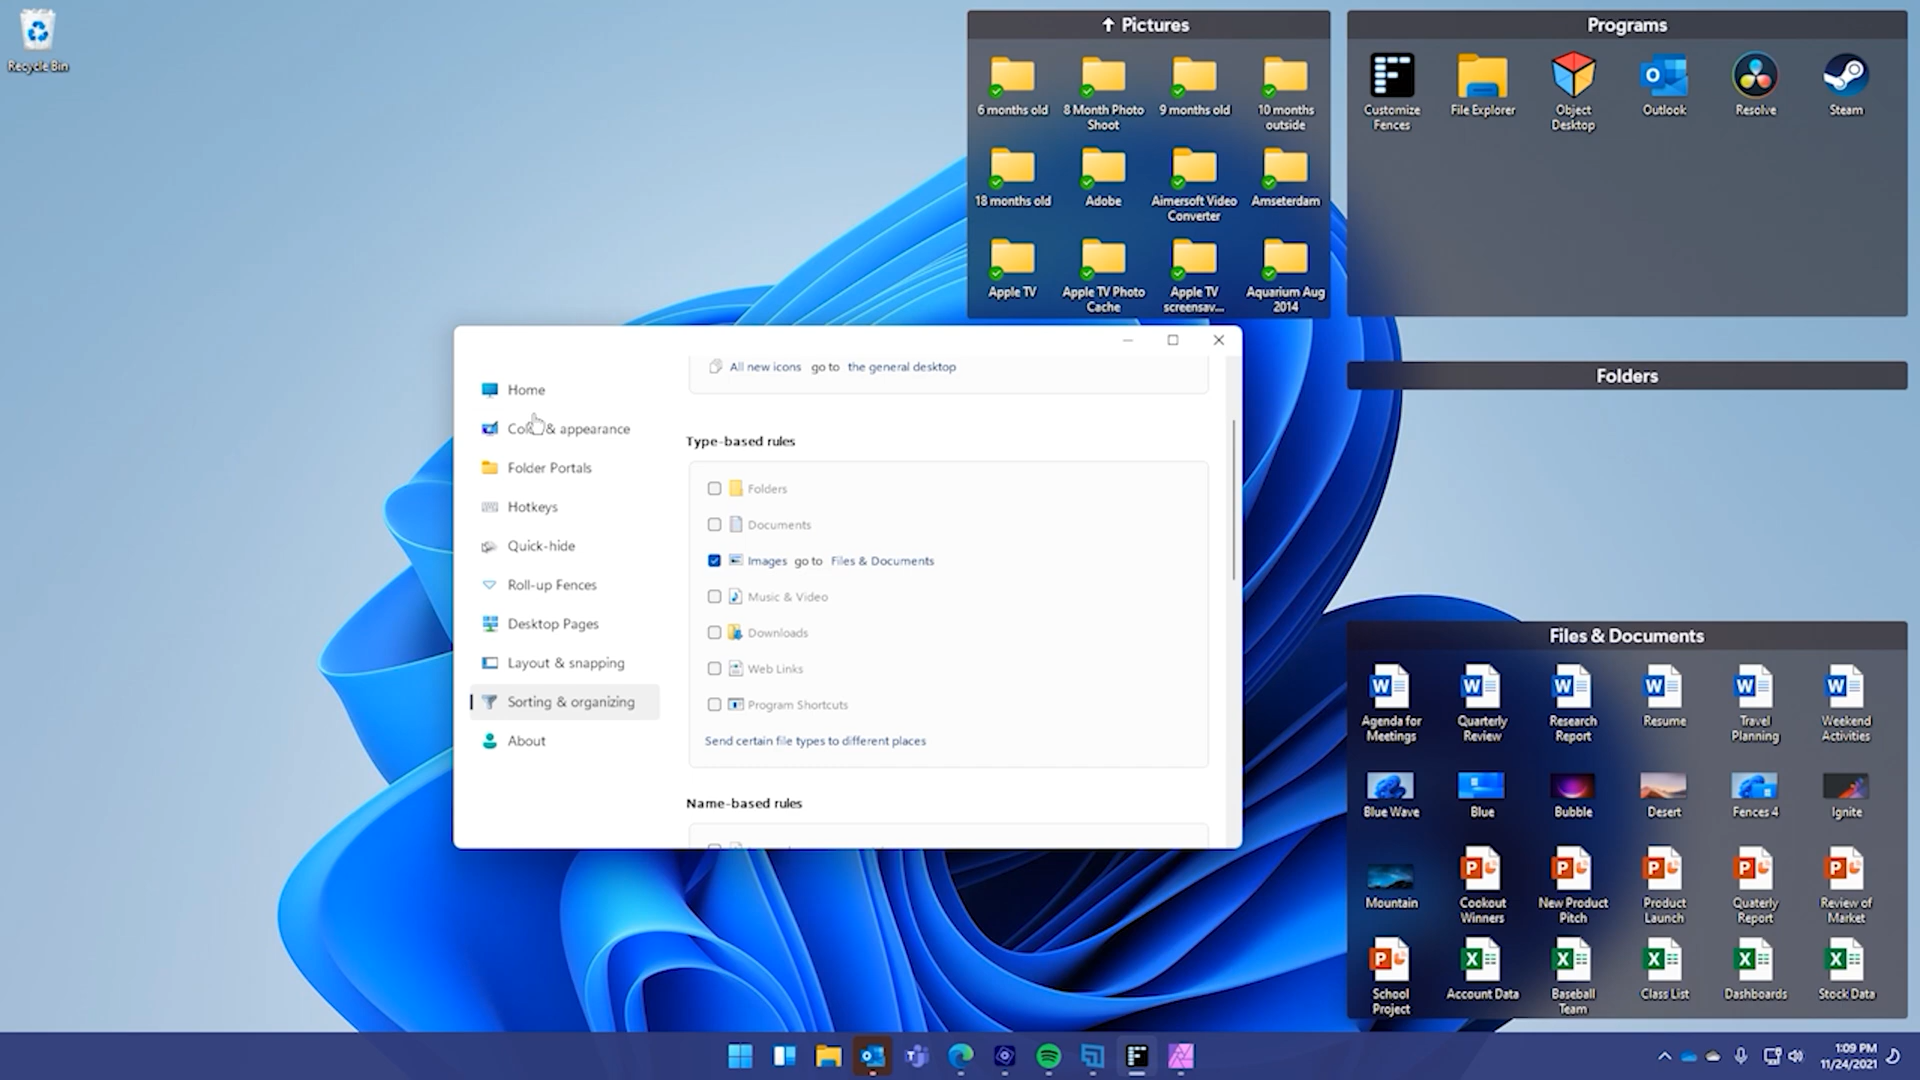 Recycle Bin
↑ Pictures
6 months old
8 Month Photo
Shoot
9 months old
10 months
outside
18 months old
Adobe
Aimersoft Video
Converter
Amseterdam
Apple TV
Apple TV Photo
Cache
Apple TV
screensav...
Aquarium Aug
2014
Programs
Customize
Fences
File Explorer
Object
Desktop
Outlook
Resolve
Steam
Folders
Home
& appearance
Folder Portals
Hotkeys
Quick-hide
Roll-up Fences
Desktop Pages
Layout & snapping
Sorting & organizing
About
All new icons go to the general desktop
Type-based rules
Folders
Documents
Images go to Files & Documents
Music & Video
Downloads
Web Links
Program Shortcuts
Send certain file types to different places
Name-based rules
Files & Documents
Agenda for
Meetings
Quarterly
Review
Research
Report
Resume
Travel
Planning
Weekend
Activities
Blue Wave
Blue
Bubble
Desert
Fences 4
Ignite
Mountain
Cookout
Winners
New Product
Pitch
Product
Launch
Quaterly
Report
Review of
Market
School
Project
Account Data
Baseball
Team
Class List
Dashboards
Stock Data
1:09 PM
11/24/2021